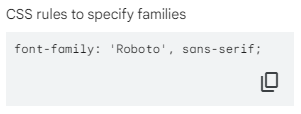 CSS rules to specify families
font-family: 'Roboto', sans-serif;